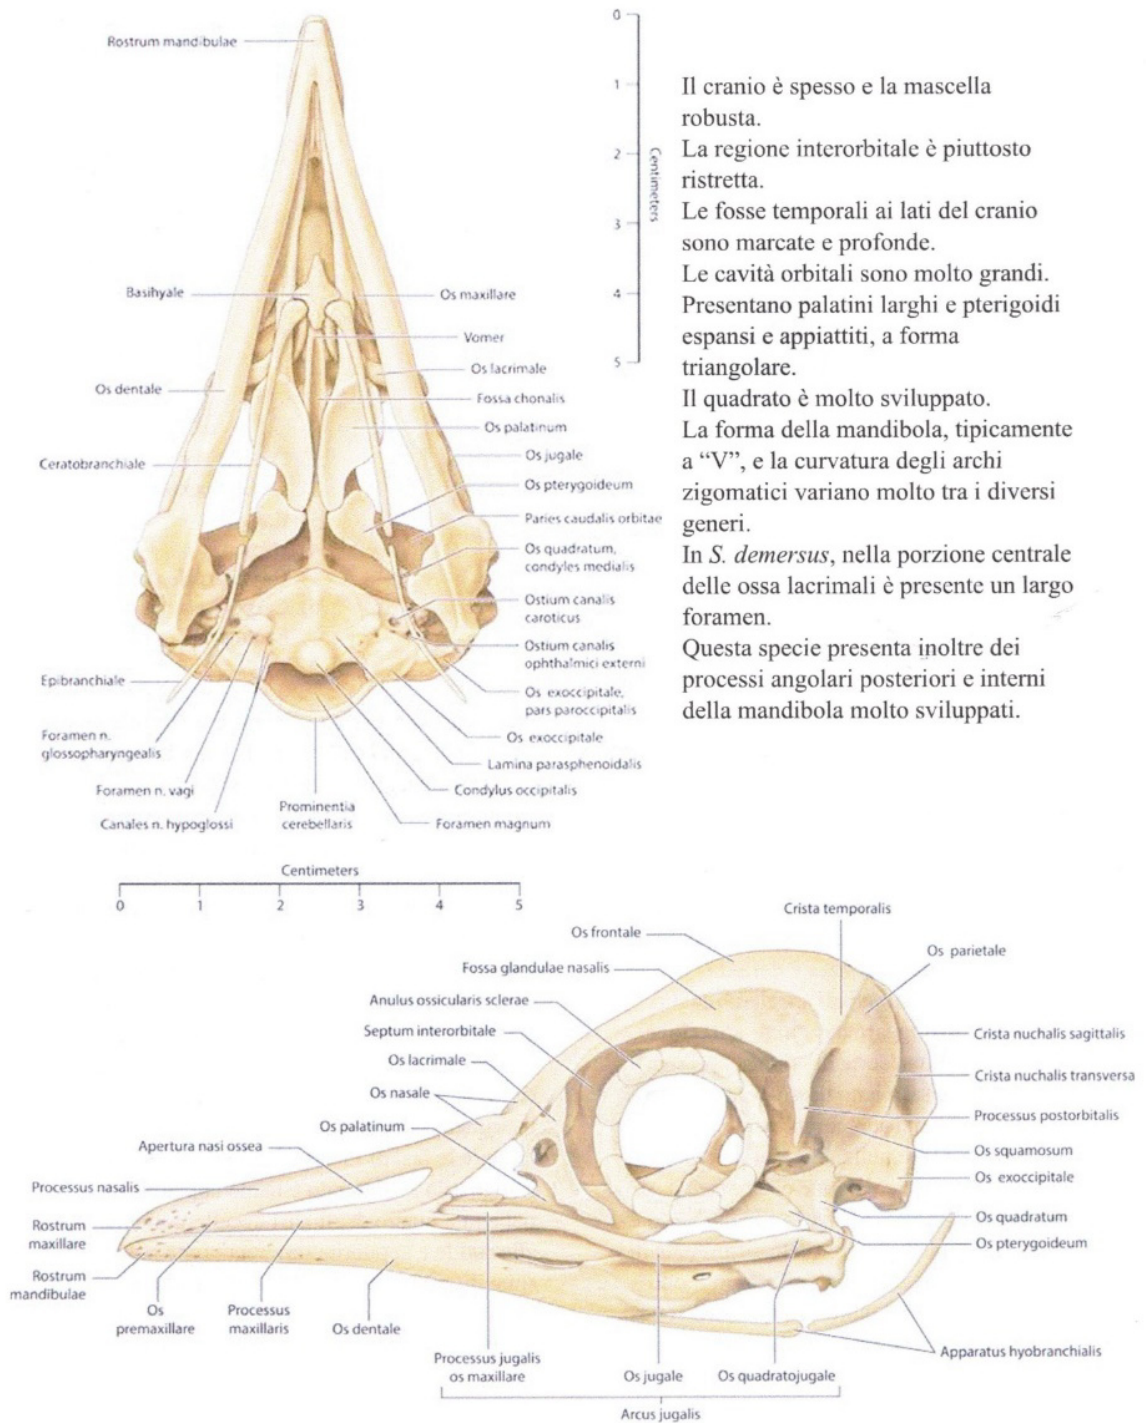 Rostrum mandibulae
Basihyale
Os dentale
Ceratobranchiale
Epibranchiale
Foramen n.
glossopharyngealis
Foramen n. vagi
Canales n. hypoglossi
Prominentia
cerebellaris
Foramen magnum
Condylus occipitalis
Lamina parasphenoidalis
Os exoccipitale
Os exoccipitale,
pars paroccipitalis
Ostium canalis
ophthalmici externi
Ostium canalis
caroticus
Os quadratum,
condyles medialis
Paries caudalis orbitae
Os pterygoideum
Os jugale
Os palatinum
Fossa chonalis
Os lacrimale
Vomer
Os maxillare
0
1
2
3
4
5
Centimeters
Il cranio è spesso e la mascella
robusta.
La regione interorbitale è piuttosto
ristretta.
Le fosse temporali ai lati del cranio
sono marcate e profonde.
Le cavità orbitali sono molto grandi.
Presentano palatini larghi e pterigoidi
espansi e appiattiti, a forma
triangolare.
Il quadrato è molto sviluppato.
La forma della mandibola, tipicamente
a “V”, e la curvatura degli archi
zigomatici variano molto tra i diversi
generi.
In S. demersus, nella porzione centrale
delle ossa lacrimali è presente un largo
foramen.
Questa specie presenta inoltre dei
processi angolari posteriori e interni
della mandibola molto sviluppati.
Centimeters
0 1 2 3 4 5
Crista temporalis
Os frontale
Os parietale
Fossa glandulae nasalis
Anulus ossicularis sclerae
Septum interorbitale
Crista nuchalis sagittalis
Os lacrimale
Crista nuchalis transversa
Os nasale
Processus postorbitalis
Os palatinum
Apertura nasi ossea
Os squamosum
Os exoccipitale
Processus nasalis
Os quadratum
Rostrum
maxillare
Os pterygoideum
Rostrum
mandibulae
Os
premaxillare
Processus
maxillaris
Os dentale
Processus jugalis
os maxillare
Os jugale
Os quadratojugale
Apparatus hyobranchialis
Arcus jugalis